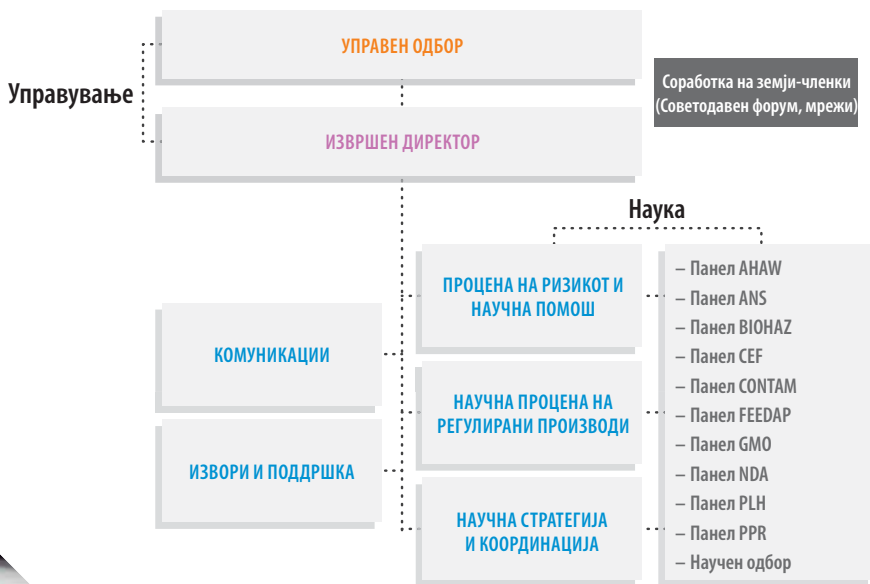 УПРАВЕН ОДБОР
Управување
Соработка на земји-членки
(Советодавен форум, мрежи)
ИЗВРШЕН ДИРЕКТОР
Наука
ПРОЦЕНА НА РИЗИКОТ И
НАУЧНА ПОМОШ
КОМУНИКАЦИИ
НАУЧНА ПРОЦЕНА НА
РЕГУЛИРАНИ ПРОИЗВОДИ
ИЗВОРИ И ПОДДРШКА
НАУЧНА СТРАТЕГИЈА
И КООРДИНАЦИЈА
– Панел AHAW
– Панел ANS
– Панел BIOHAZ
– Панел CEF
– Панел CONTAM
– Панел FEEDAP
– Панел GMO
– Панел NDA
– Панел PLH
– Панел PPR
– Научен одбор